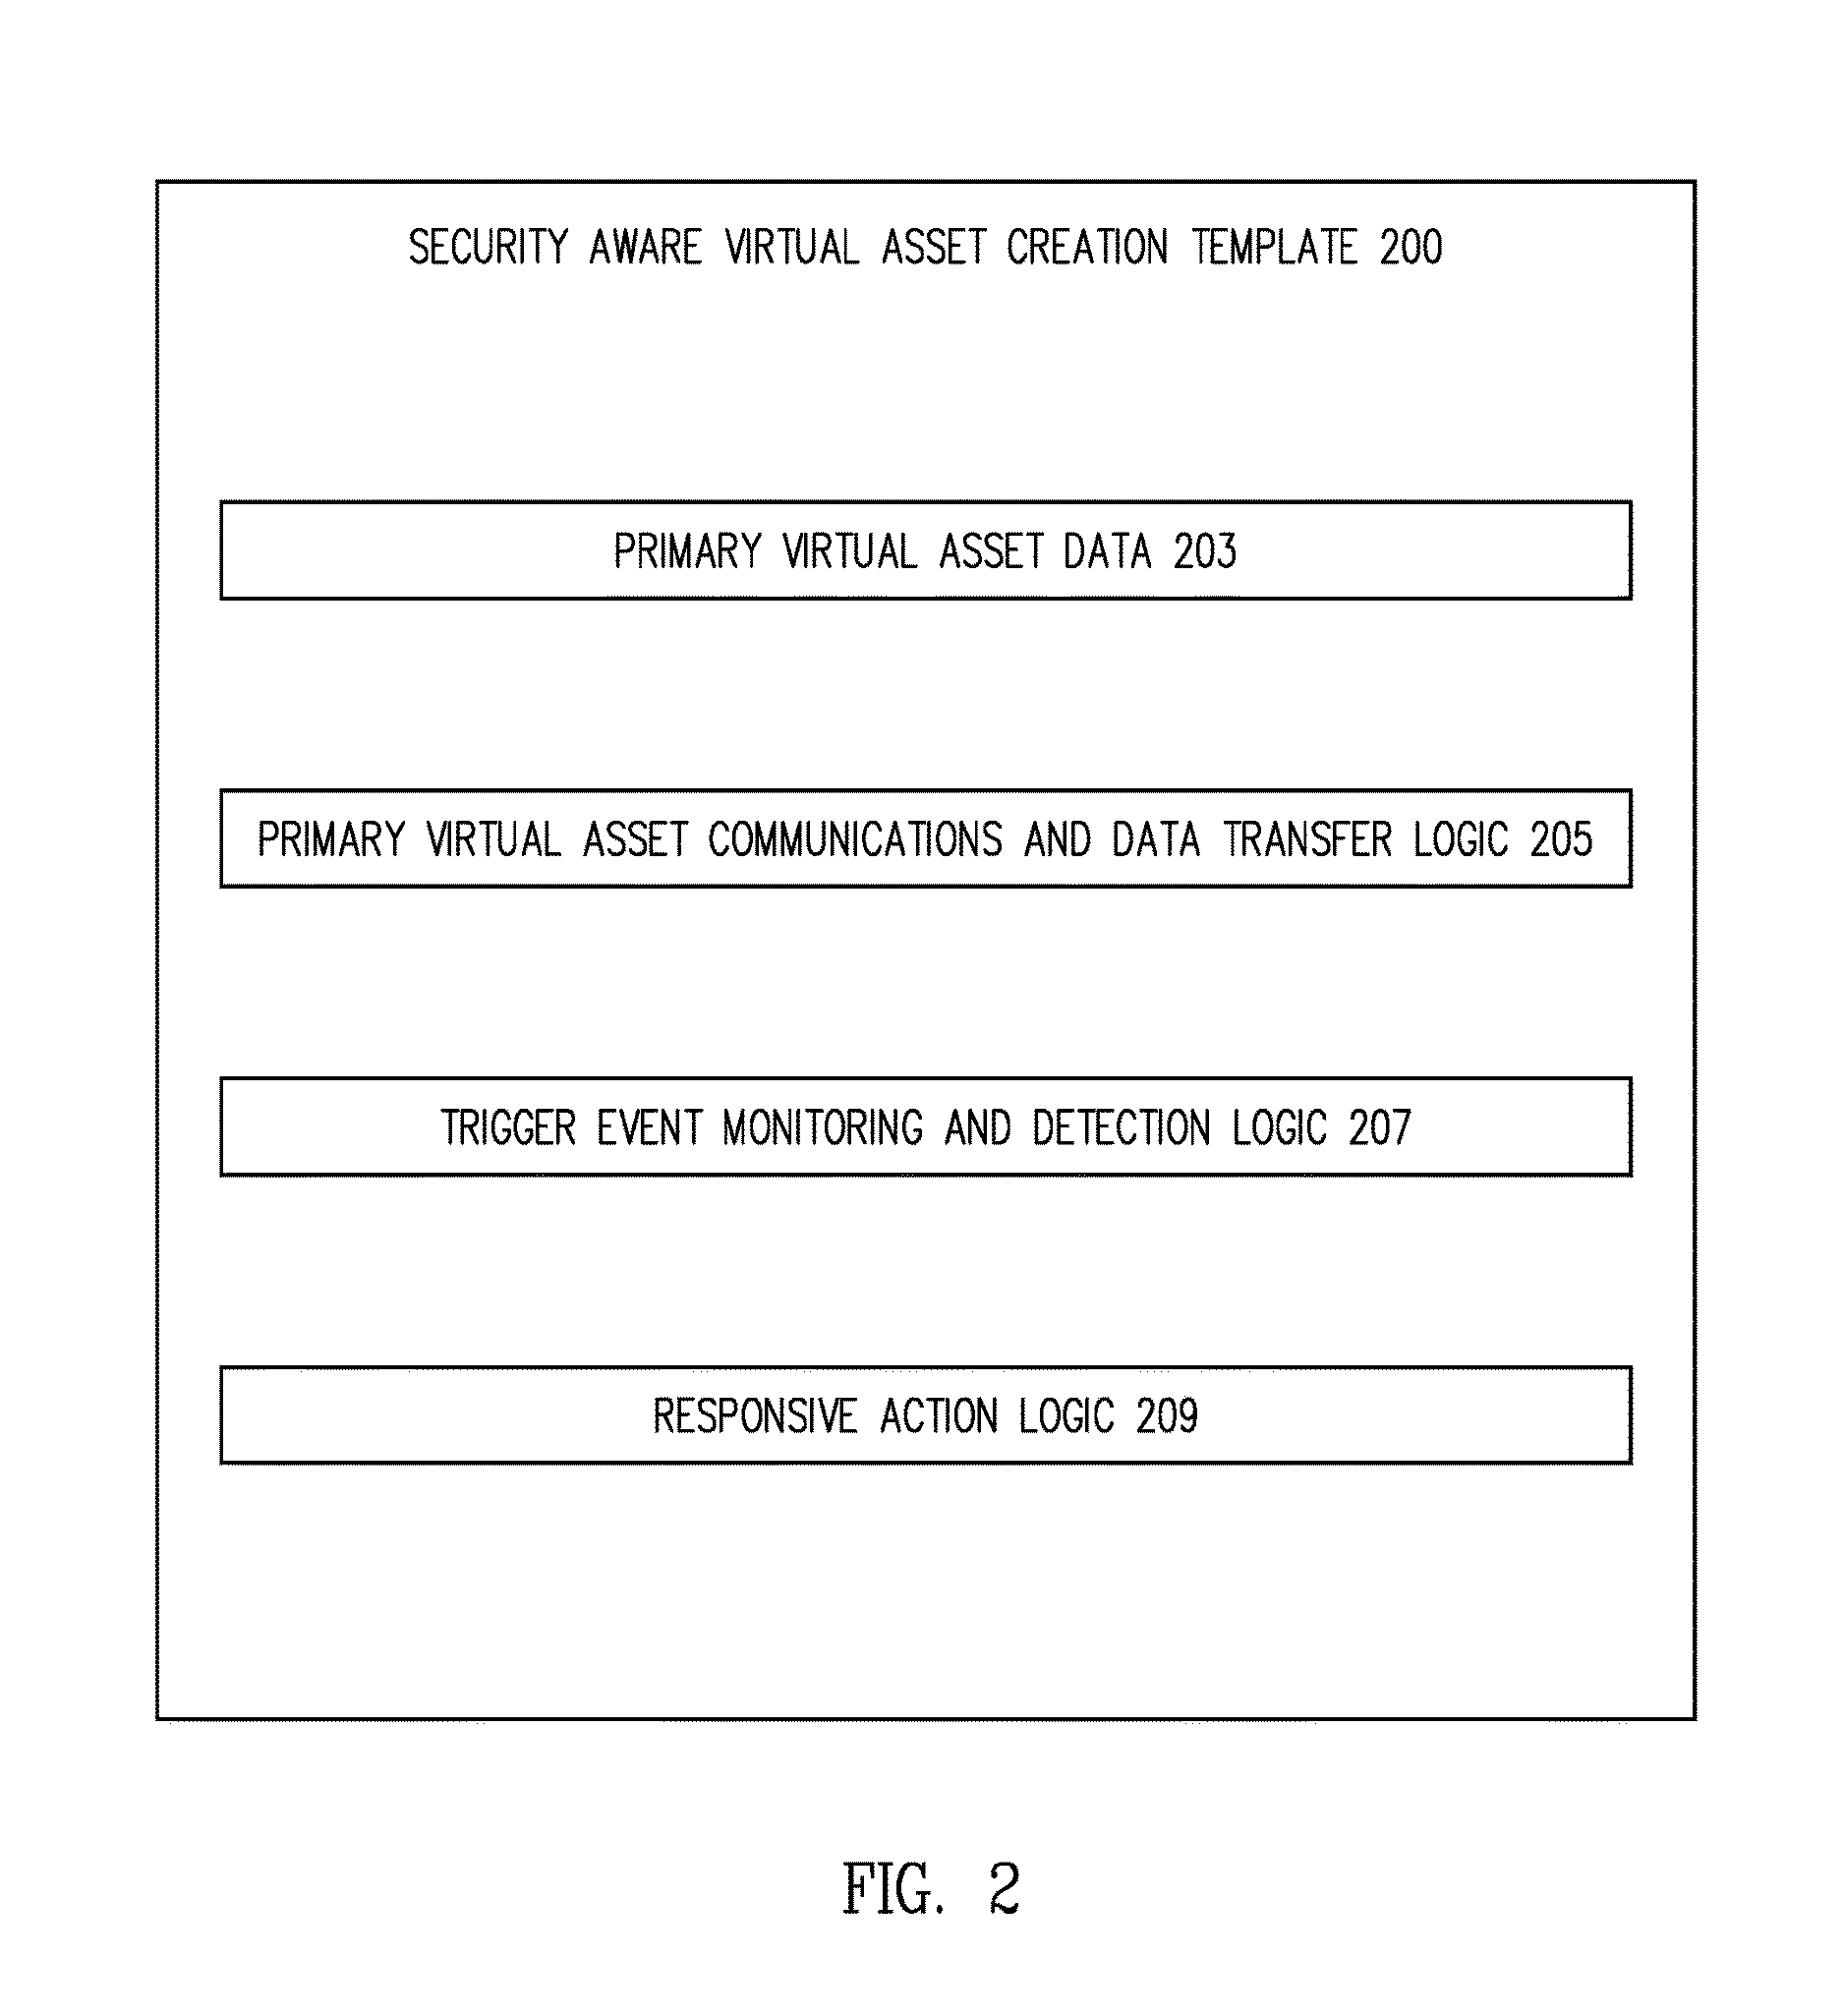 SECURITY AWARE VIRTUAL ASSET CREATION TEMPLATE 200
PRIMARY VIRTUAL ASSET DATA 203
PRIMARY VIRTUAL ASSET COMMUNICATIONS AND DATA TRANSFER LOGIC 205
TRIGGER EVENT MONITORING AND DETECTION LOGIC 207
RESPONSIVE ACTION LOGIC 209
FIG. 2